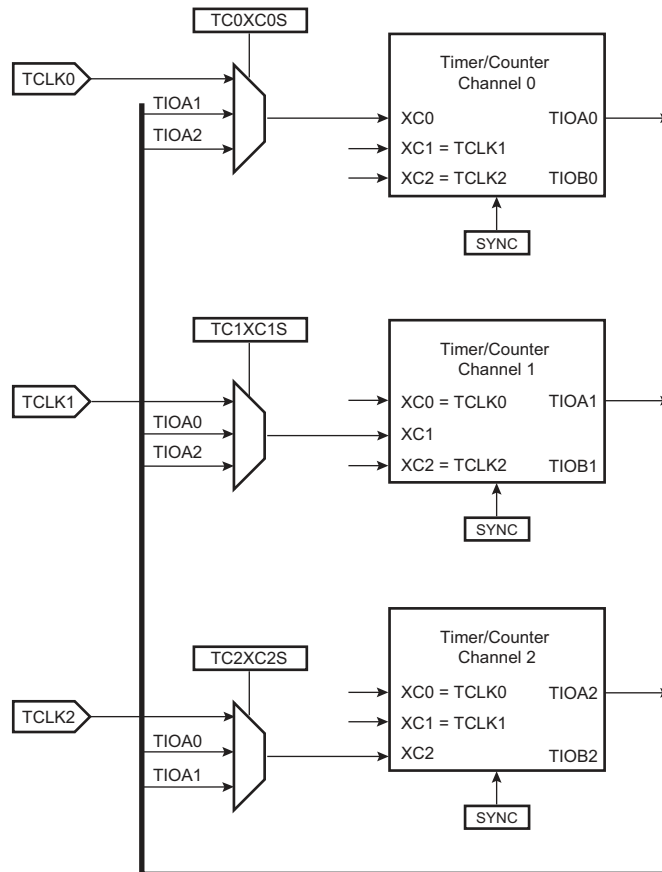 TC0XC0S
TCLK0
TIOA1
TIOA2
Timer/Counter
Channel 0
XC0
TIOA0
XC1 = TCLK1
XC2 = TCLK2
TIOB0
SYNC
TC1XC1S
TCLK1
TIOA0
TIOA2
Timer/Counter
Channel 1
XC0 = TCLK0
TIOA1
XC1
XC2 = TCLK2
TIOB1
SYNC
TC2XC2S
TCLK2
TIOA0
TIOA1
Timer/Counter
Channel 2
XC0 = TCLK0
TIOA2
XC1 = TCLK1
XC2
TIOB2
SYNC